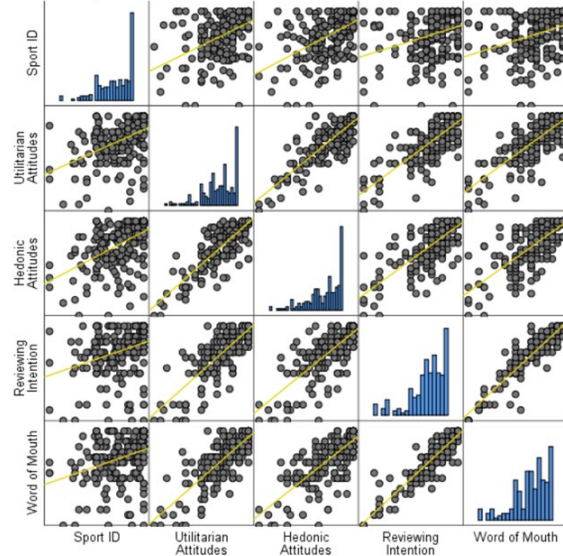 Sport ID
Utilitarian
Attitudes
Hedonic
Attitudes
Reviewing
Intention
Word of Mouth
Sport ID
Utilitarian
Attitudes
Hedonic
Attitudes
Reviewing
Intention
Word of Mouth